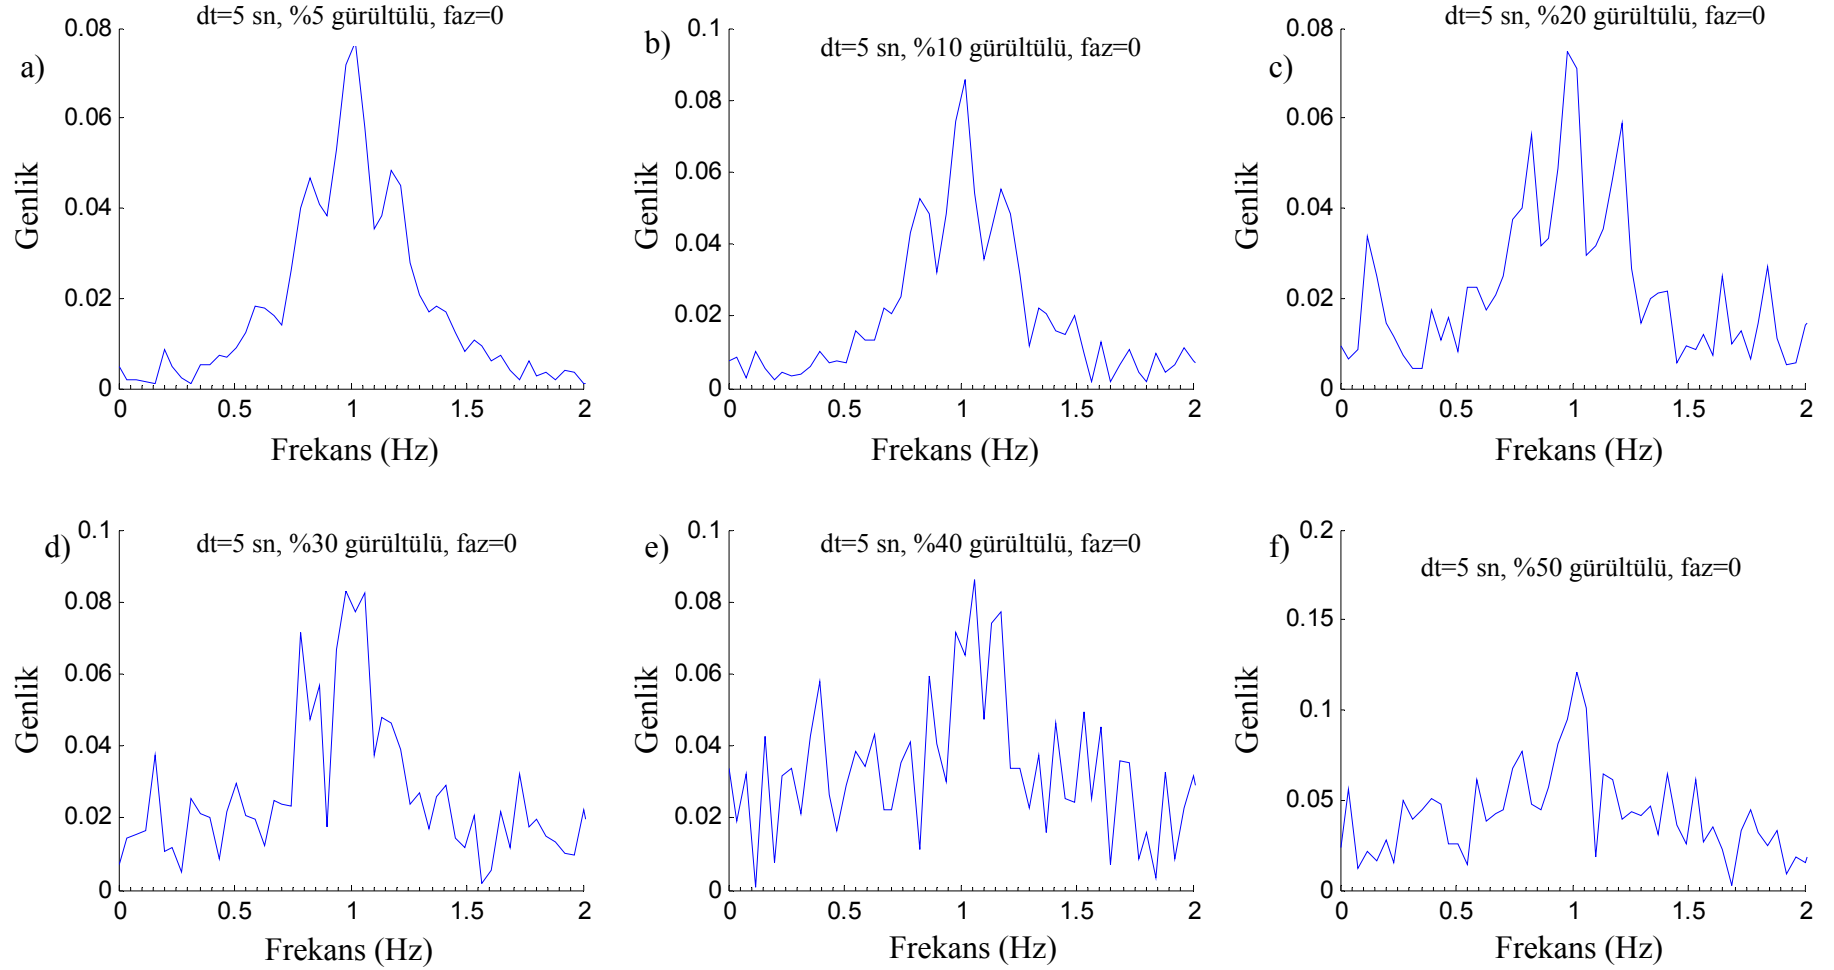 a)
dt=5 sn, %5 gürültülü, faz=0
Genlik
0.08
0.06
0.04
0.02
0
0 0.5 1 1.5 2
Frekans (Hz)
b)
dt=5 sn, %10 gürültülü, faz=0
Genlik
0.1
0.08
0.06
0.04
0.02
0
0 0.5 1 1.5 2
Frekans (Hz)
c)
dt=5 sn, %20 gürültülü, faz=0
Genlik
0.08
0.06
0.04
0.02
0
0 0.5 1 1.5 2
Frekans (Hz)
d)
dt=5 sn, %30 gürültülü, faz=0
Genlik
0.1
0.08
0.06
0.04
0.02
0
0 0.5 1 1.5 2
Frekans (Hz)
e)
dt=5 sn, %40 gürültülü, faz=0
Genlik
0.1
0.08
0.06
0.04
0.02
0
0 0.5 1 1.5 2
Frekans (Hz)
f)
dt=5 sn, %50 gürültülü, faz=0
Genlik
0.2
0.15
0.1
0.05
0
0 0.5 1 1.5 2
Frekans (Hz)